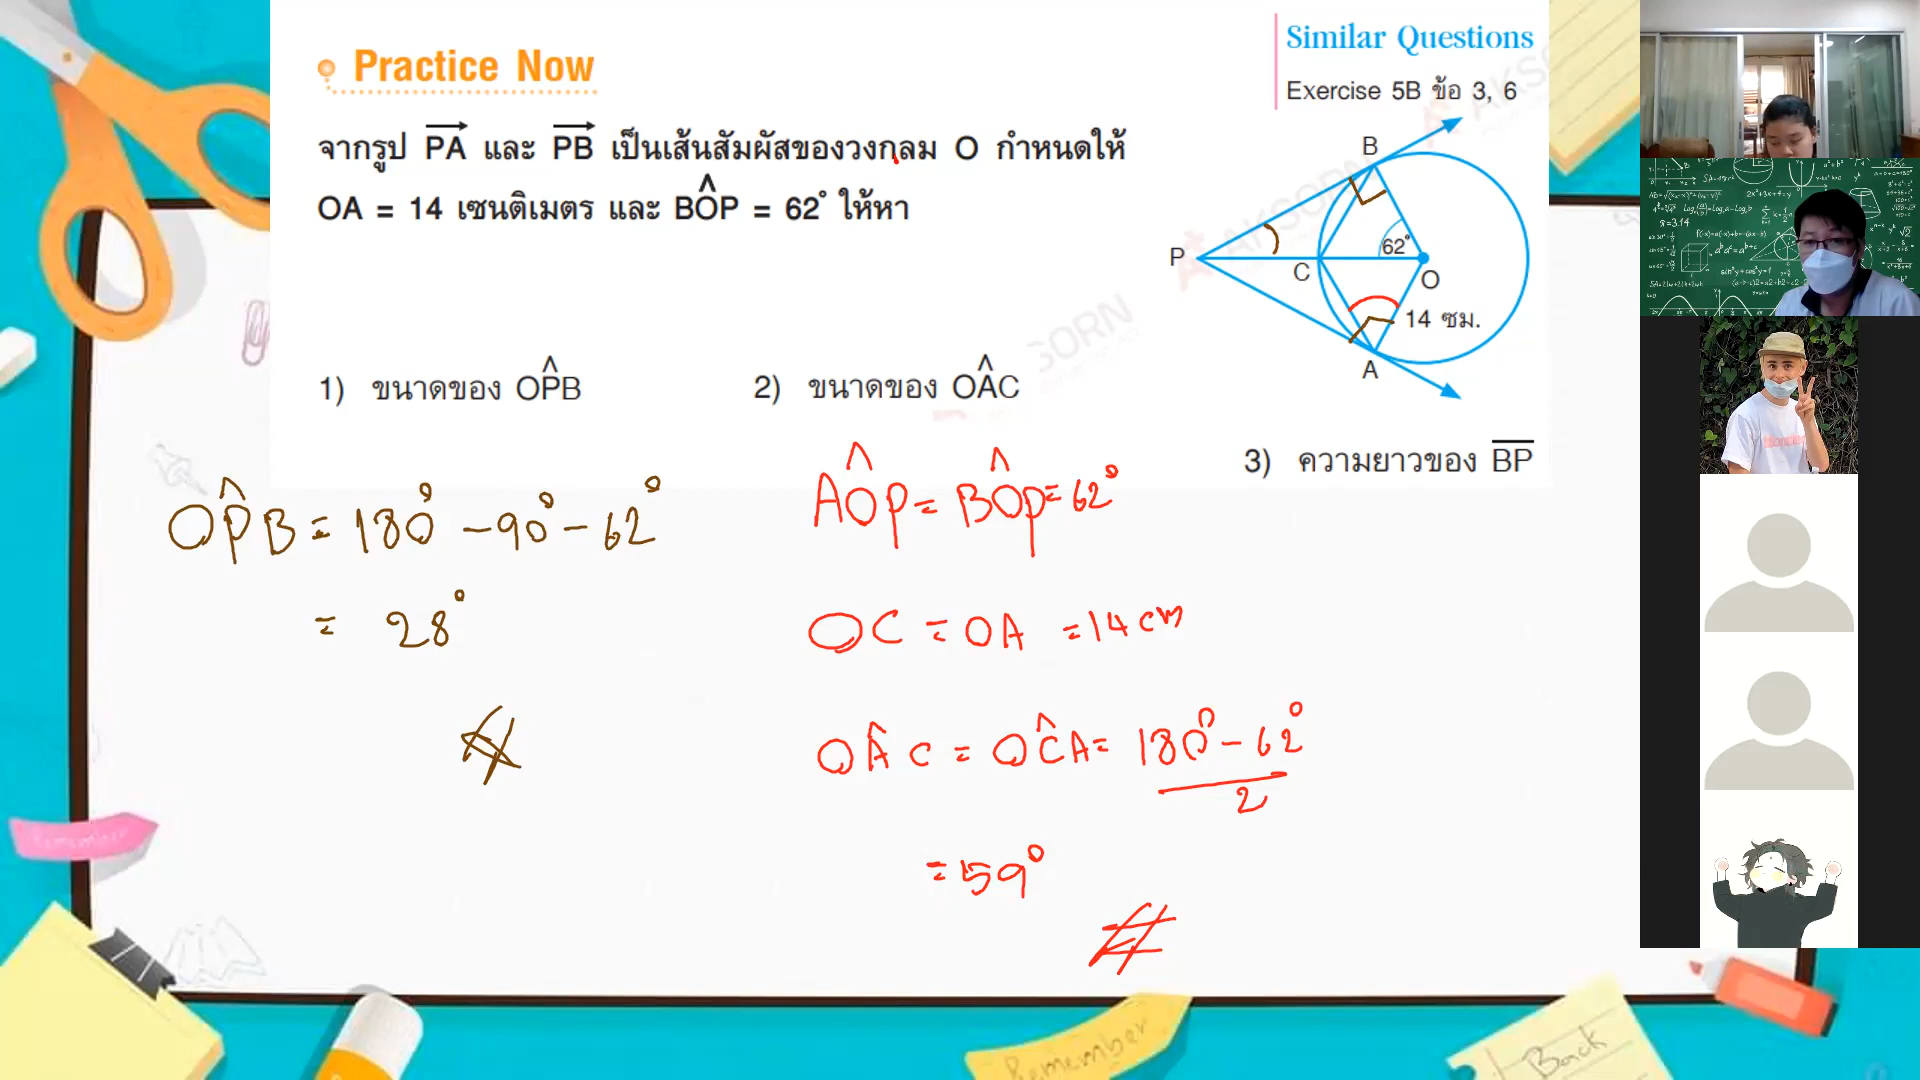 Practice Now
Similar Questions
Exercise 5B ข้อ 3, 6
จากรูป PA และ PB เป็นเส้นสัมผัสของวงกลม O กำหนดให้
OA = 14 เซนติเมตร และ BÔP = 62° ให้หา
B
P
C
62°
O
14 ซม.
A
1) ขนาดของ OP̂B
2) ขนาดของ OÂC
3) ความยาวของ BP
OP̂B = 180° - 90° - 62°
= 28°
AÔP = BÔP = 62°
OC = OA = 14 cm
OÂC = OĈA = 180° - 62°
2
= 59°
Remember
Remember
Back